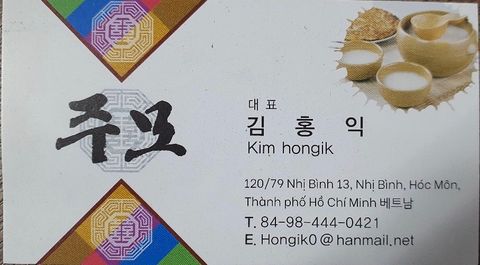 주모
대표
김홍익
Kim hongik
120/79 Nhị Bình 13, Nhị Bình, Hóc Môn,
Thành phố Hồ Chí Minh 베트남
T. 84-98-444-0421
E. Hongik0 @ hanmail.net